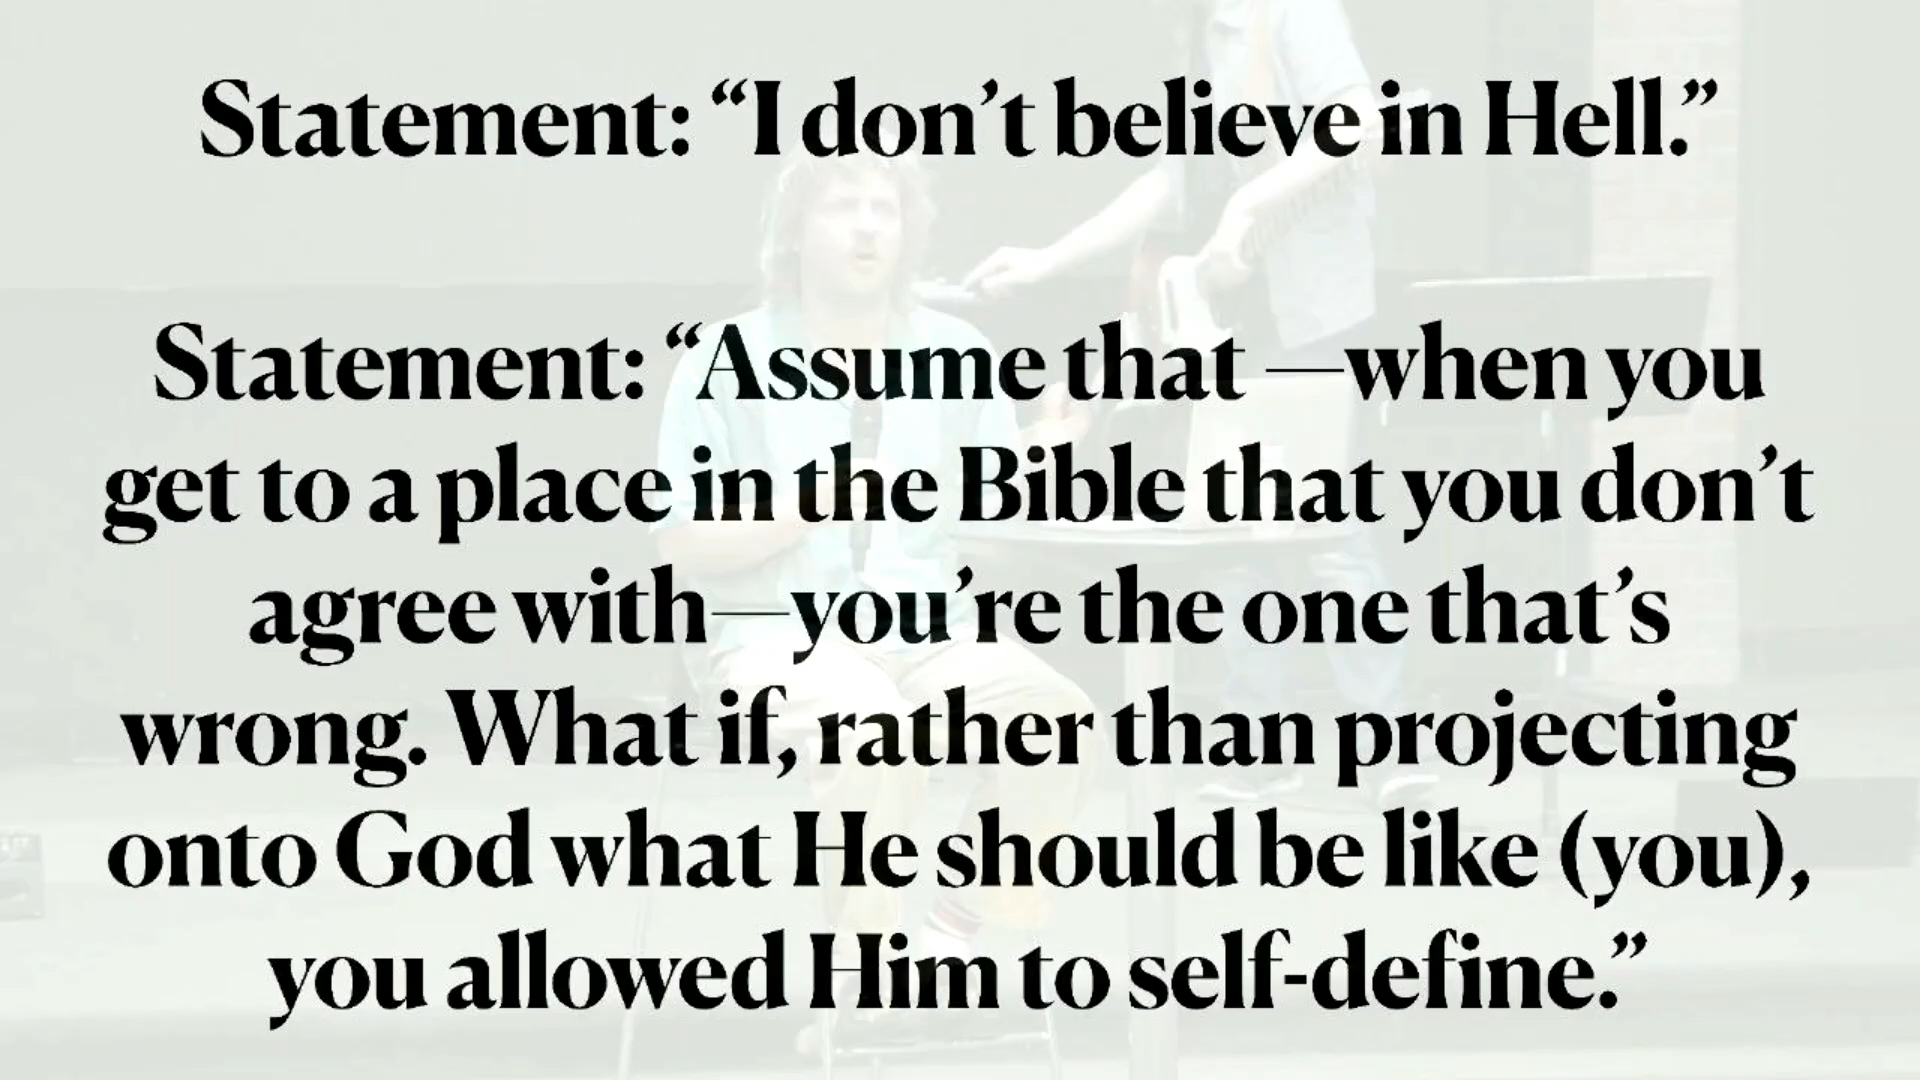 Statement: “I don’t believe in Hell.”
Statement: “Assume that —when you
get to a place in the Bible that you don’t
agree with—you’re the one that’s
wrong. What if, rather than projecting
onto God what He should be like (you),
you allowed Him to self-define.”